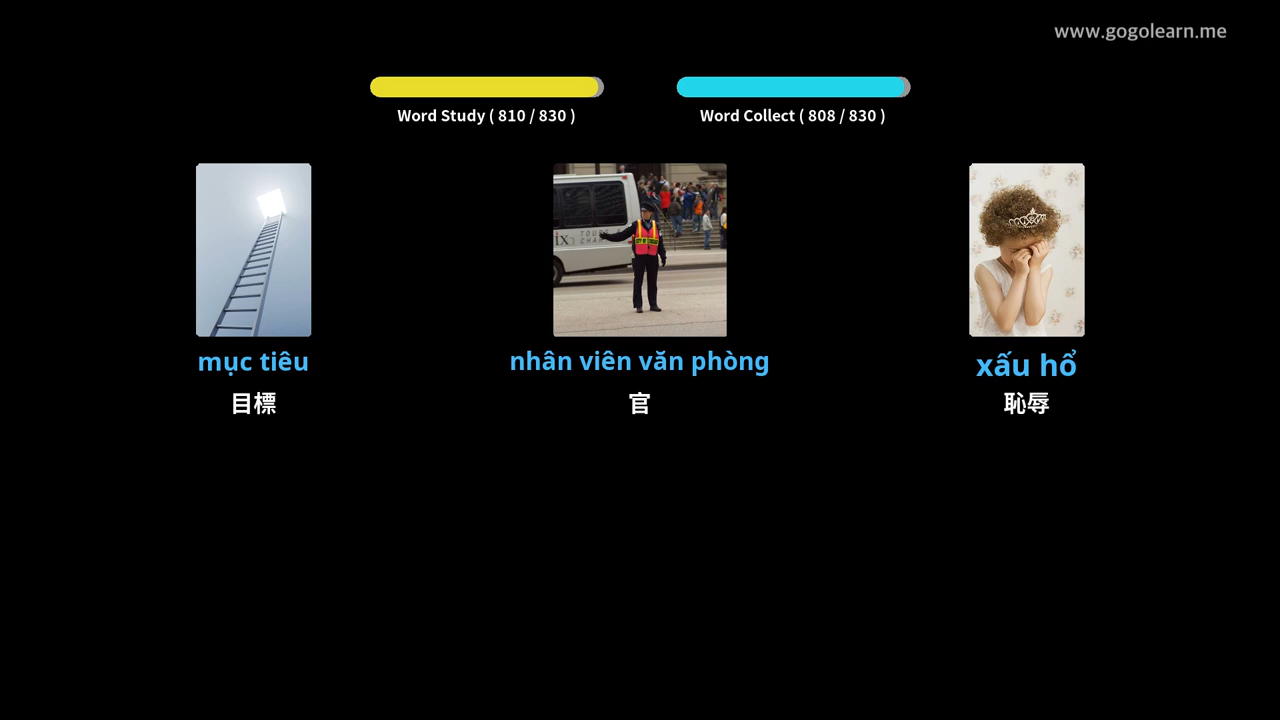 www.gogolearn.me
Word Study ( 810 / 830 )
Word Collect ( 808 / 830 )
mục tiêu
目標
nhân viên văn phòng
官
xấu hổ
恥辱